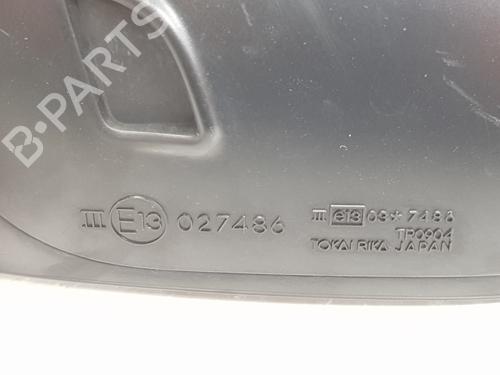 B-PARTS
III E13 027486
III e13 03*7486
TR0904
TOKAI RIKA JAPAN